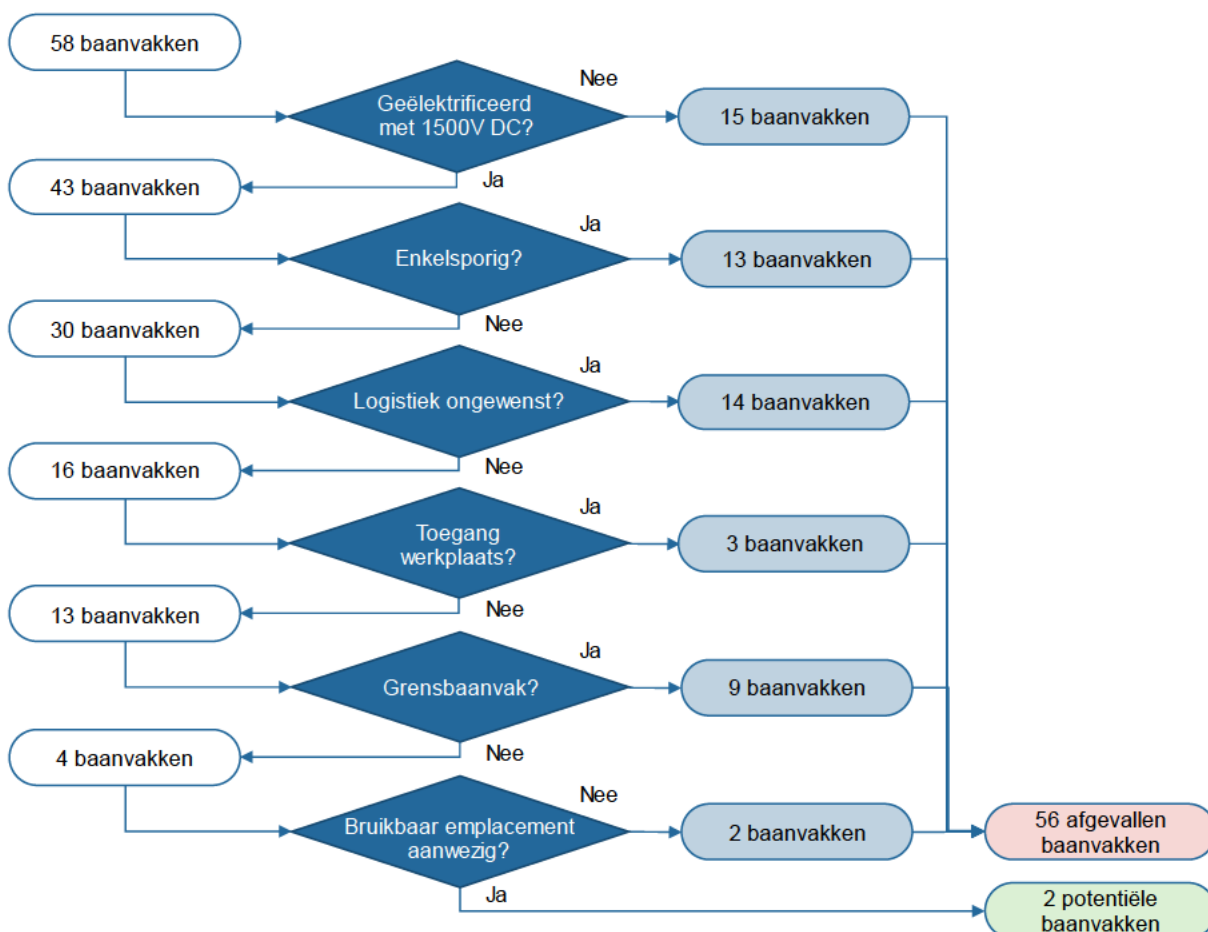 58 baanvakken
Geëlektrificeerd
met 1500V DC?
Nee
15 baanvakken
Ja
43 baanvakken
Enkelsporig?
Ja
13 baanvakken
Nee
30 baanvakken
Logistiek ongewenst?
Ja
14 baanvakken
Nee
16 baanvakken
Toegang
werkplaats?
Ja
3 baanvakken
Nee
13 baanvakken
Grensbaanvak?
Ja
9 baanvakken
Nee
4 baanvakken
Bruikbaar emplacement
aanwezig?
Nee
2 baanvakken
56 afgevallen
baanvakken
Ja
2 potentiële
baanvakken